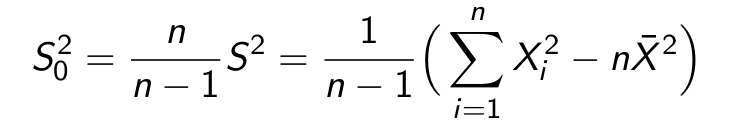 $S_0^2 = \frac{n}{n-1} S^2 = \frac{1}{n-1} \Big( \sum_{i=1}^{n} X_i^2 - n\bar{X}^2 \Big)$